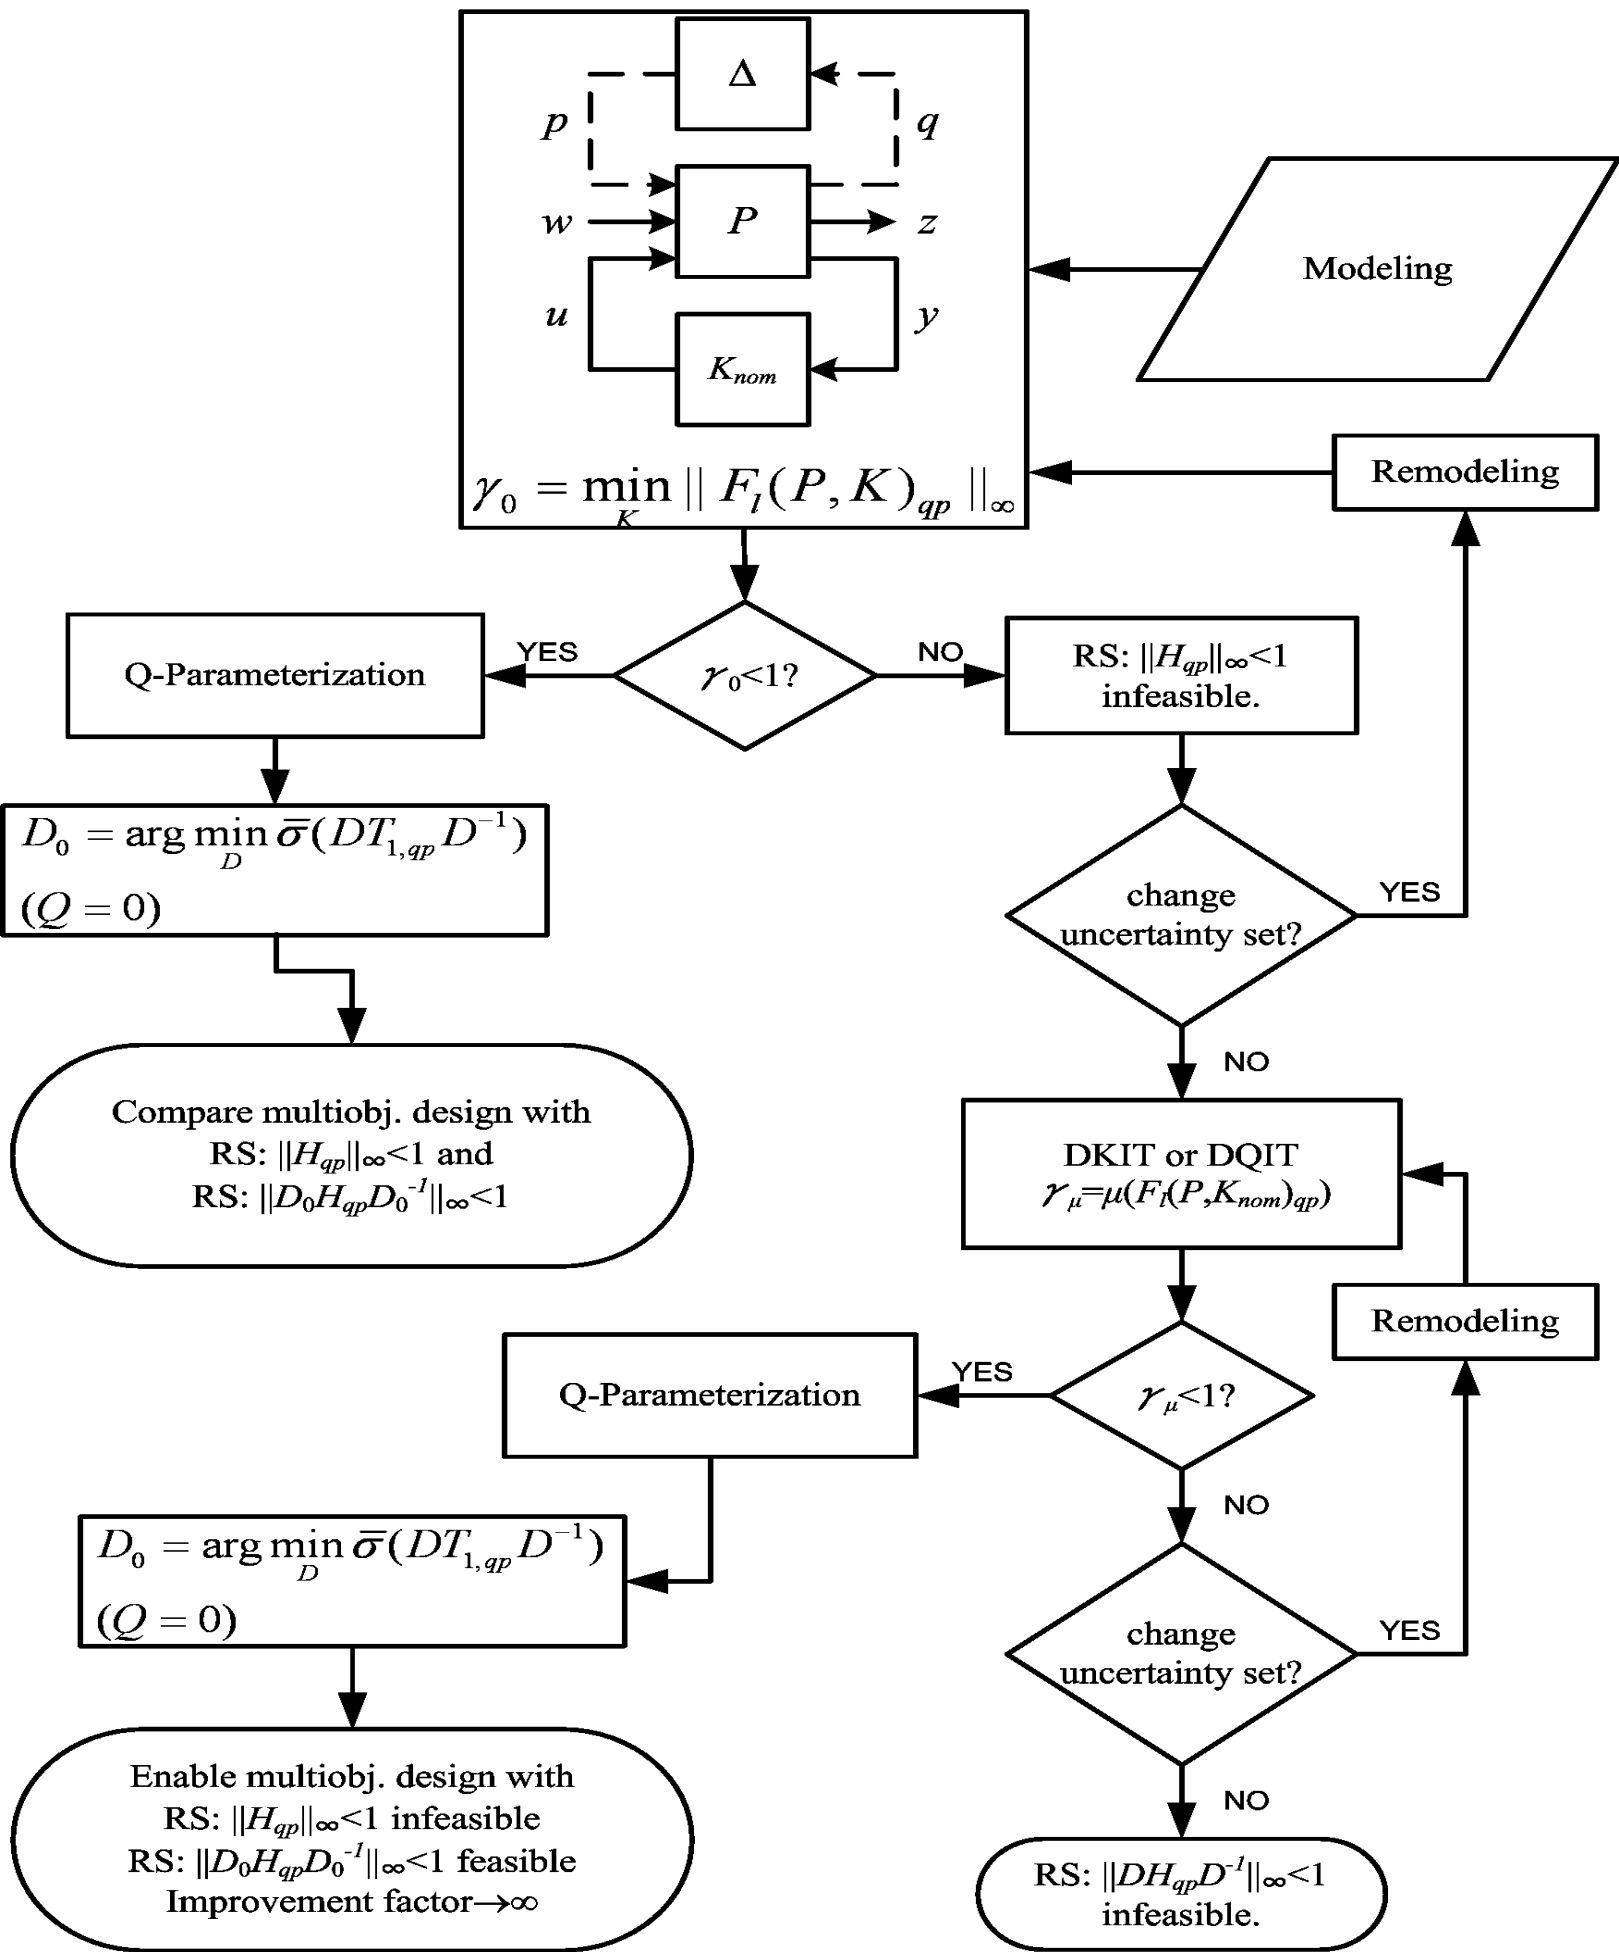 Δ
p
q
w
P
z
Modeling
u
y
K_nom
γ_0 = min_K || F_l(P, K)_qp ||_∞
Remodeling
YES
NO
Q-Parameterization
γ_0<1?
RS: ||H_qp||_∞<1
infeasible.
D_0 = arg min_D σ̅(DT_{1,qp}D^{-1})
(Q = 0)
change
uncertainty set?
YES
NO
Compare multiobj. design with
RS: ||H_qp||_∞<1 and
RS: ||D_0H_qpD_0^{-1}||_∞<1
DKIT or DQIT
γ_μ=μ(F_l(P,K_nom)_qp)
Remodeling
YES
Q-Parameterization
γ_μ<1?
NO
D_0 = arg min_D σ̅(DT_{1,qp}D^{-1})
(Q = 0)
change
uncertainty set?
YES
NO
Enable multiobj. design with
RS: ||H_qp||_∞<1 infeasible
RS: ||D_0H_qpD_0^{-1}||_∞<1 feasible
Improvement factor→∞
RS: ||DH_qpD^{-1}||_∞<1
infeasible.